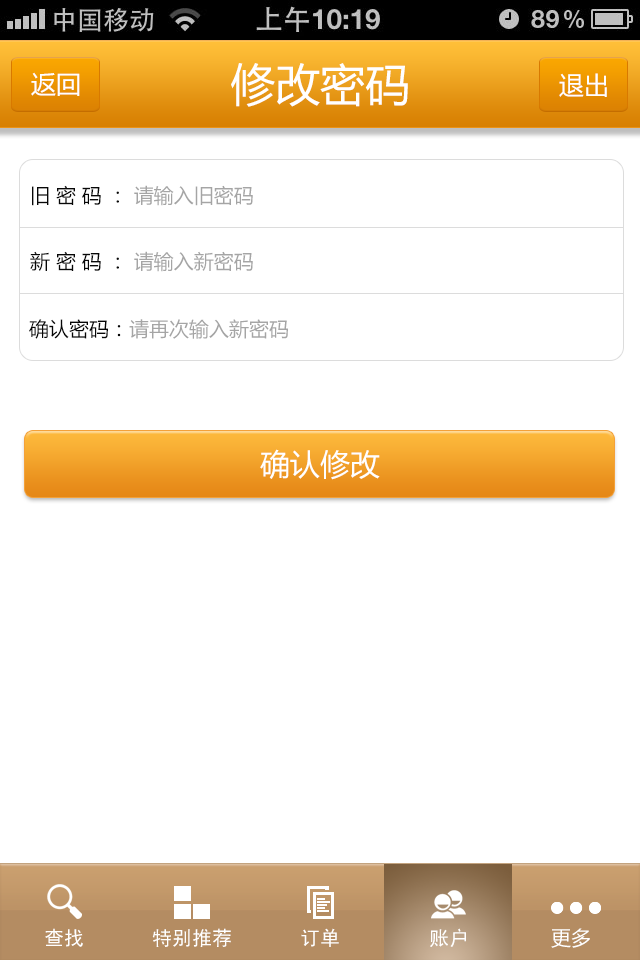 中国移动 上午10:19 89%
返回 修改密码 退出
旧 密 码 : 请输入旧密码
新 密 码 : 请输入新密码
确认密码 : 请再次输入新密码
确认修改
查找 特别推荐 订单 账户 更多